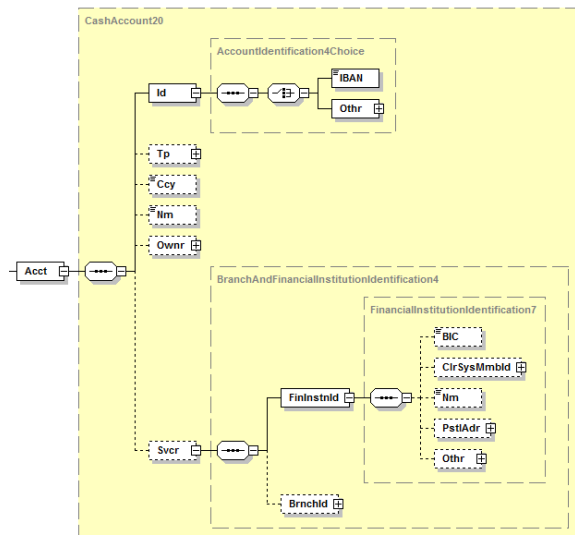 CashAccount20
AccountIdentification4Choice
Id
IBAN
Othr
Tp
Ccy
Nm
Ownr
Acct
BranchAndFinancialInstitutionIdentification4
FinancialInstitutionIdentification7
BIC
ClrSysMmbId
FinInstnId
Nm
PstlAdr
Svcr
Othr
BrnchId